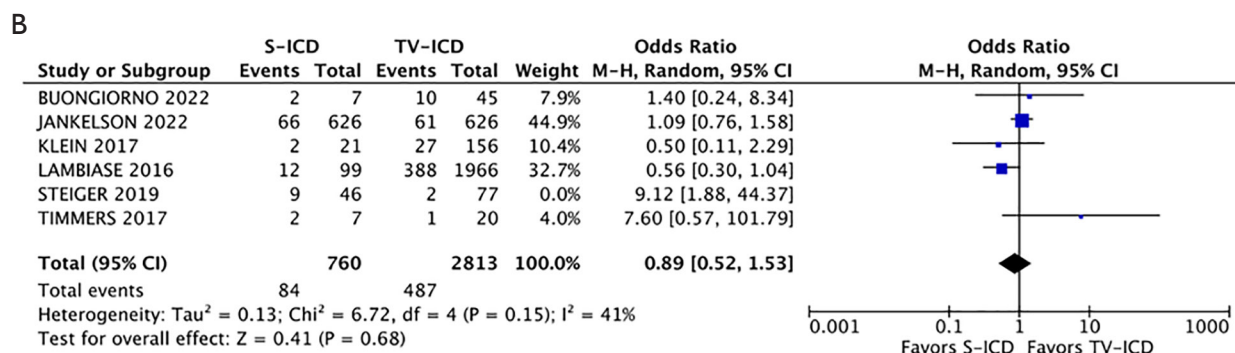 B
S-ICD TV-ICD Odds Ratio Odds Ratio
Study or Subgroup Events Total Events Total Weight M-H, Random, 95% CI M-H, Random, 95% CI
BUONGIORNO 2022 2 7 10 45 7.9% 1.40 [0.24, 8.34]
JANKELSON 2022 66 626 61 626 44.9% 1.09 [0.76, 1.58]
KLEIN 2017 2 21 27 156 10.4% 0.50 [0.11, 2.29]
LAMBIASE 2016 12 99 388 1966 32.7% 0.56 [0.30, 1.04]
STEIGER 2019 9 46 2 77 0.0% 9.12 [1.88, 44.37]
TIMMERS 2017 2 7 1 20 4.0% 7.60 [0.57, 101.79]
Total (95% CI) 760 2813 100.0% 0.89 [0.52, 1.53]
Total events 84 487
Heterogeneity: Tau² = 0.13; Chi² = 6.72, df = 4 (P = 0.15); I² = 41%
Test for overall effect: Z = 0.41 (P = 0.68)
0.001 0.1 1 10 1000
Favors S-ICD Favors TV-ICD